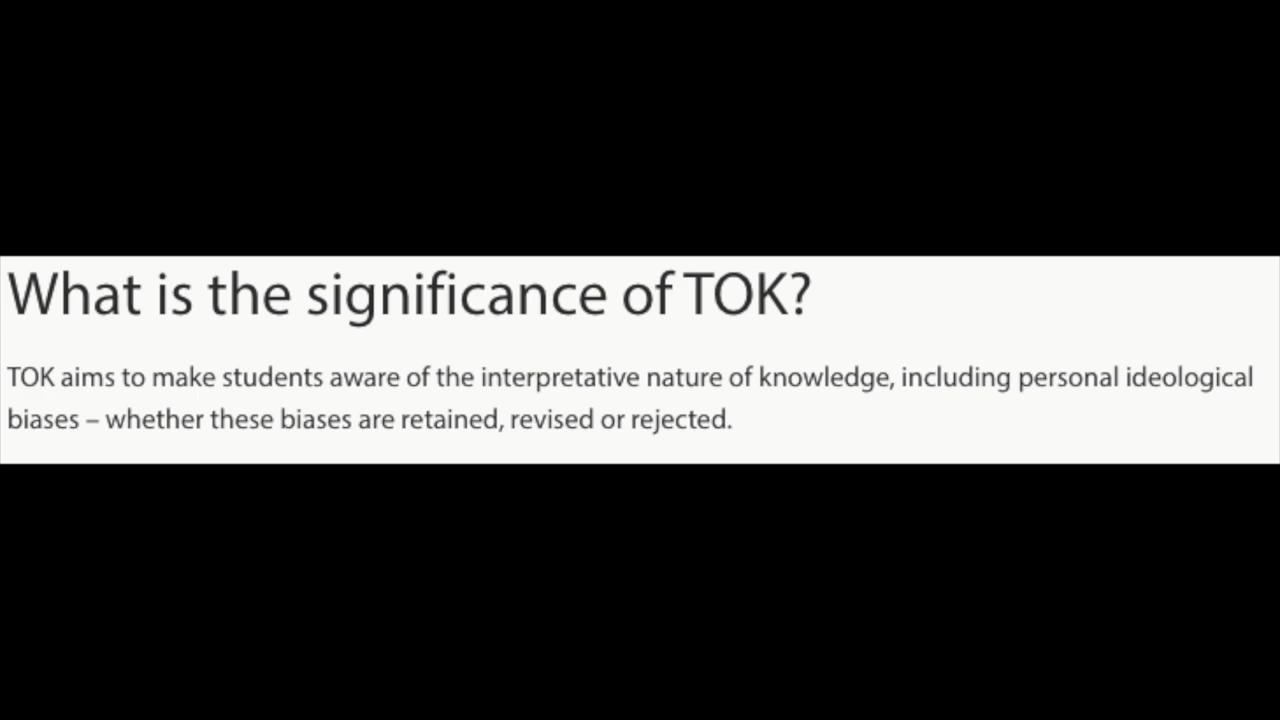 What is the significance of TOK?
TOK aims to make students aware of the interpretative nature of knowledge, including personal ideological
biases – whether these biases are retained, revised or rejected.